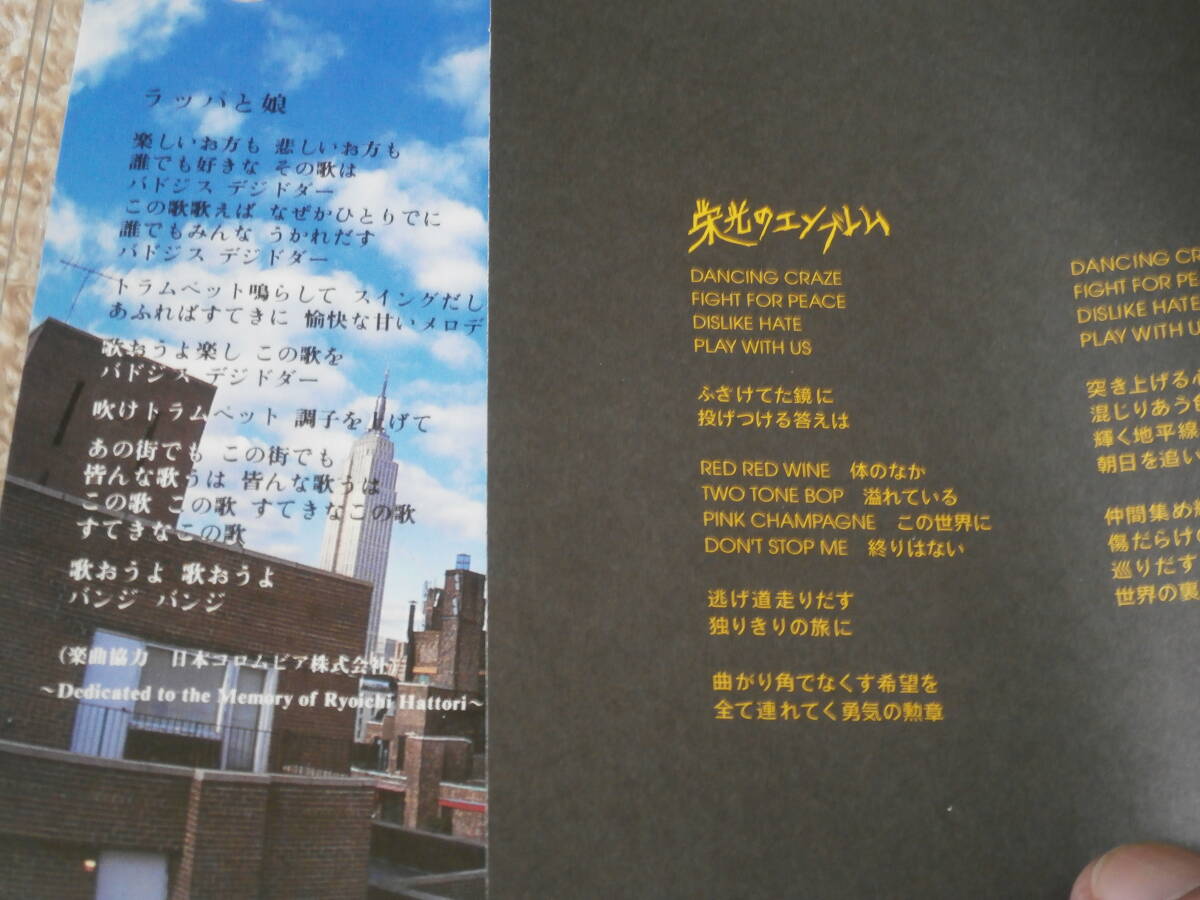 ラッパと娘
楽しいお方も 悲しいお方も
誰でも好きな その歌は
バドジス デジドダー
この歌歌えば なぜかひとりでに
誰でもみんな うかれだす
バドジス デジドダー
トラムペット鳴らして スイングだし
あふればすてきに 愉快な甘いメロデ
歌おうよ楽し この歌を
バドジス デジドダー
吹けトラムペット 調子を上げて
あの街でも この街でも
皆んな歌うは 皆んな歌うは
この歌 この歌 すてきなこの歌
すてきなこの歌
歌おうよ 歌おうよ
バンジ バンジ
(楽曲協力 日本コロムビア株式会社)
~Dedicated to the Memory of Ryoichi Hattori~
栄光のエンブレム
DANCING CRAZE
FIGHT FOR PEACE
DISLIKE HATE
PLAY WITH US
ふざけてた鏡に
投げつける答えは
RED RED WINE 体のなか
TWO TONE BOP 溢れている
PINK CHAMPAGNE この世界に
DON'T STOP ME 終りはない
逃げ道走りだす
独りきりの旅に
曲がり角でなくす希望を
全て連れてく勇気の勲章
DANCING CR
FIGHT FOR PE
DISLIKE HATE
PLAY WITH US
突き上げる心
混じりあう
輝く地平線
朝日を追い
仲間集め
傷だらけの
巡りだす
世界の裏